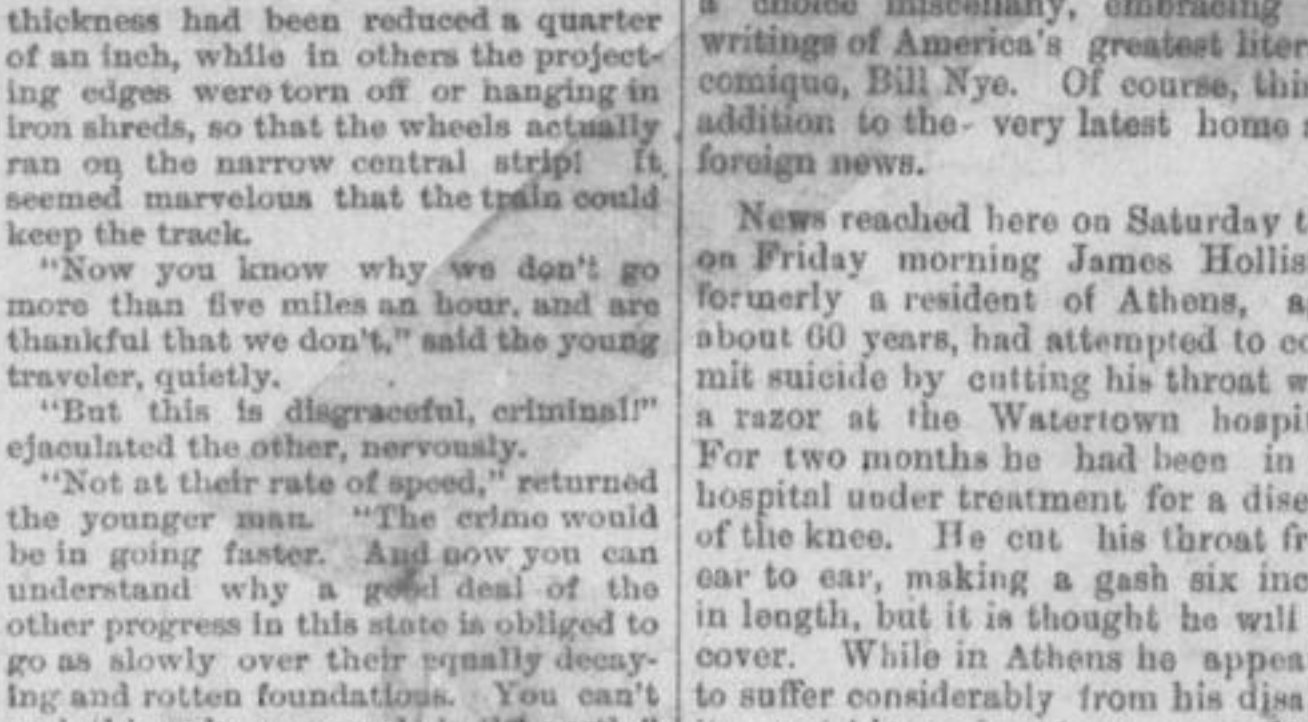 thickness had been reduced a quarter
of an inch, while in others the project-
ing edges were torn off or hanging in
iron shreds, so that the wheels actually
ran on the narrow central strip! It
seemed marvelous that the train could
keep the track.
"Now you know why we don't go
more than five miles an hour, and are
thankful that we don't," said the young
traveler, quietly.
"But this is disgraceful, criminal!"
ejaculated the other, nervously.
"Not at their rate of speed," returned
the younger man. "The crime would
be in going faster. And now you can
understand why a good deal of the
other progress in this state is obliged to
go as slowly over their equally decay-
ing and rotten foundations. You can't
a choice miscellany, embracing
writings of America's greatest liter
comique, Bill Nye. Of course, this
addition to the- very latest home
foreign news.
News reached here on Saturday t
on Friday morning James Hollis
formerly a resident of Athens, a
about 60 years, had attempted to co
mit suicide by cutting his throat w
a razor at the Watertown hospit
For two months he had been in
hospital under treatment for a dise
of the knee. He cut his throat fr
ear to ear, making a gash six inc
in length, but it is thought he will
cover. While in Athens he appea
to suffer considerably from his disa